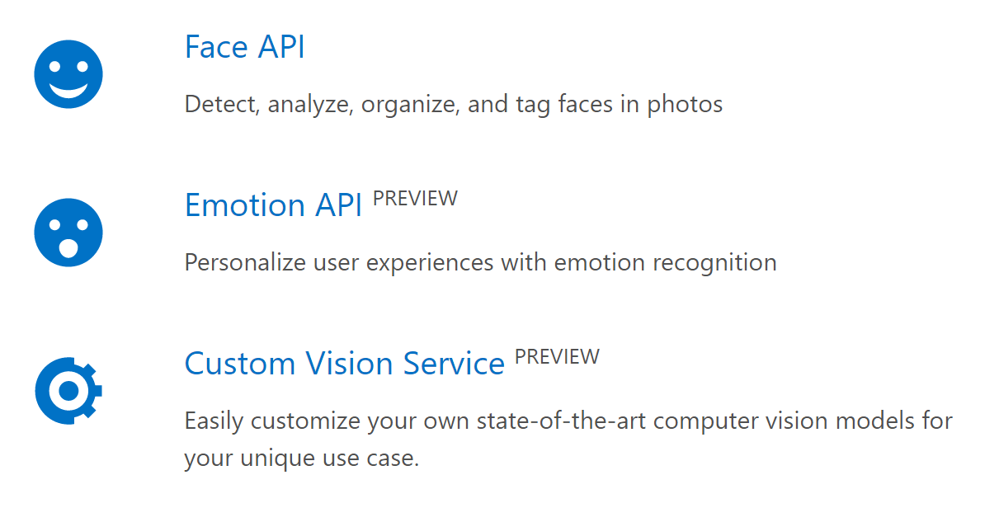 Face API
Detect, analyze, organize, and tag faces in photos
Emotion API PREVIEW
Personalize user experiences with emotion recognition
Custom Vision Service PREVIEW
Easily customize your own state-of-the-art computer vision models for
your unique use case.